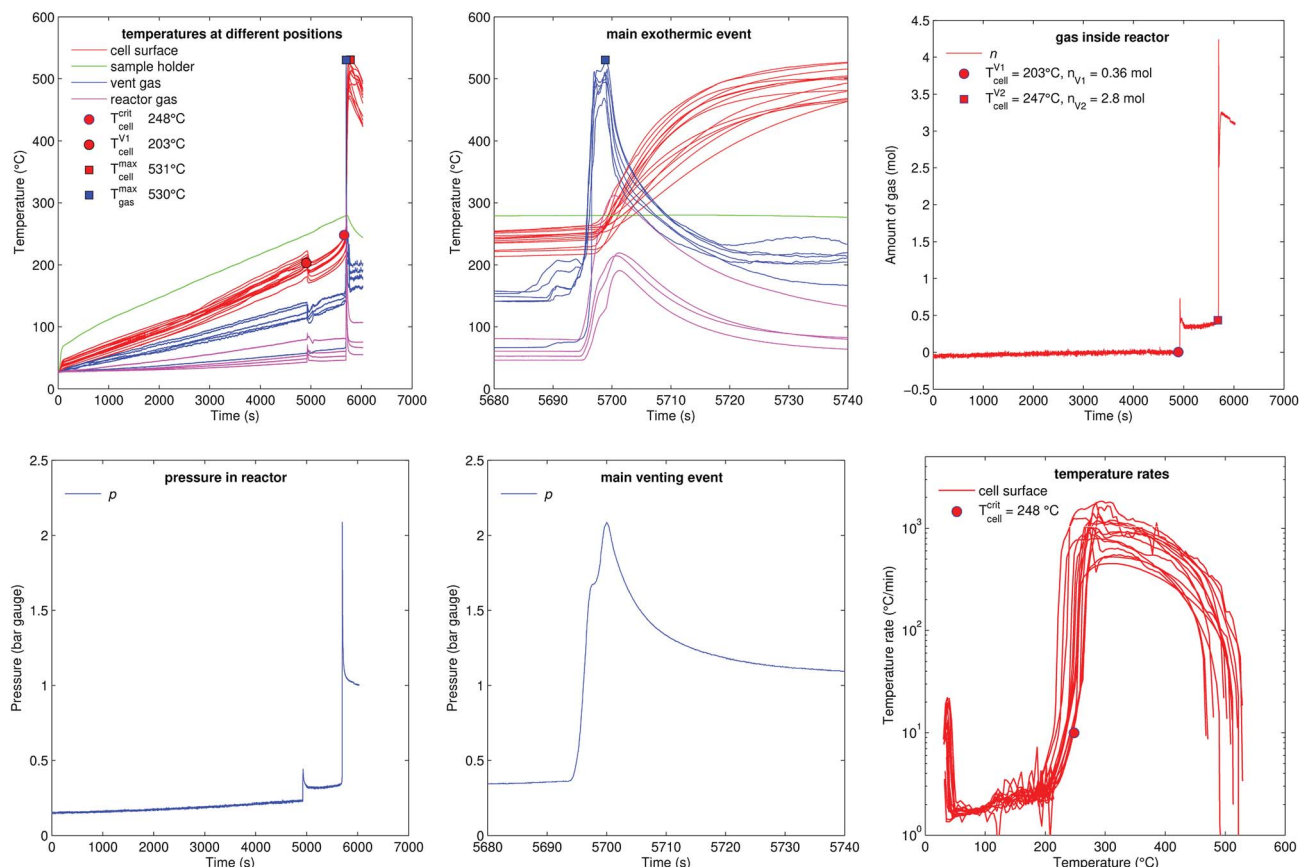 temperatures at different positions
cell surface
sample holder
vent gas
reactor gas
T_cell^crit 248°C
T_cell^V1 203°C
T_cell^max 531°C
T_gas^max 530°C
600
500
400
300
200
100
0
Temperature (°C)
0 1000 2000 3000 4000 5000 6000 7000
Time (s)
main exothermic event
600
500
400
300
200
100
0
Temperature (°C)
5680 5690 5700 5710 5720 5730 5740
Time (s)
gas inside reactor
n
T_cell^V1 = 203°C, n_V1 = 0.36 mol
T_cell^V2 = 247°C, n_V2 = 2.8 mol
4.5
4
3.5
3
2.5
2
1.5
1
0.5
0
−0.5
Amount of gas (mol)
0 1000 2000 3000 4000 5000 6000 7000
Time (s)
pressure in reactor
p
2.5
2
1.5
1
0.5
0
Pressure (bar gauge)
0 1000 2000 3000 4000 5000 6000 7000
Time (s)
main venting event
p
2.5
2
1.5
1
0.5
0
Pressure (bar gauge)
5680 5690 5700 5710 5720 5730 5740
Time (s)
temperature rates
cell surface
T_cell^crit = 248 °C
10^3
10^2
10^1
10^0
Temperature rate (°C/min)
0 100 200 300 400 500 600
Temperature (°C)